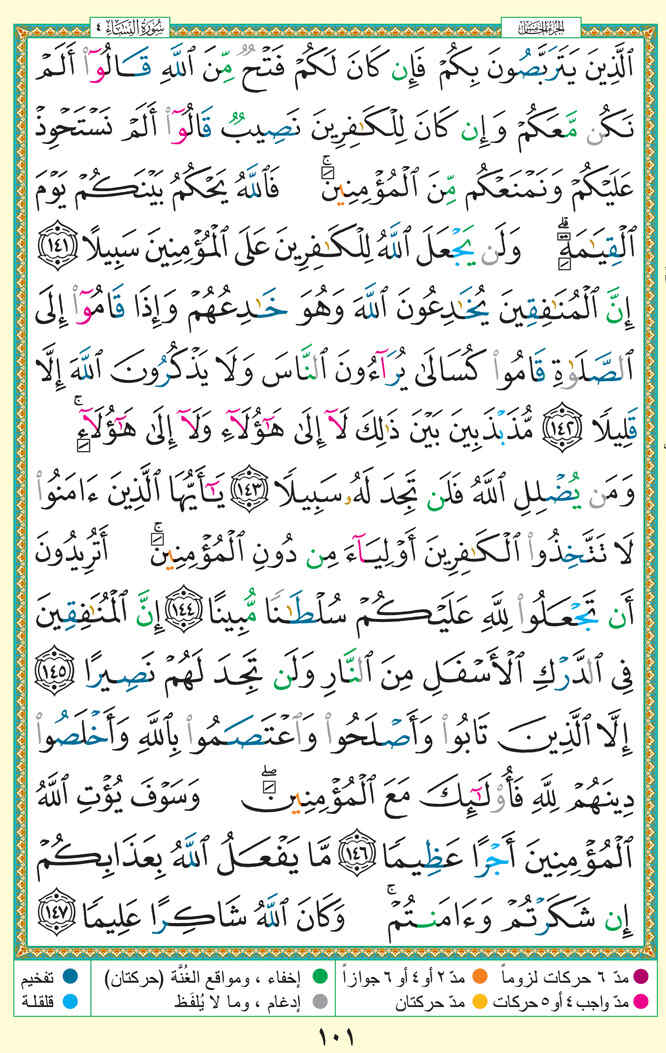 سُورَةُ النِّسَاءِ ٤
الجزء الخامس
ٱلَّذِينَ يَتَرَبَّصُونَ بِكُمْ فَإِن كَانَ لَكُمْ فَتْحٌ مِّنَ ٱللَّهِ قَالُوٓا۟ أَلَمْ
نَكُن مَّعَكُمْ وَإِن كَانَ لِلْكَـٰفِرِينَ نَصِيبٌ قَالُوٓا۟ أَلَمْ نَسْتَحْوِذْ
عَلَيْكُمْ وَنَمْنَعْكُم مِّنَ ٱلْمُؤْمِنِينَ ۚ فَٱللَّهُ يَحْكُمُ بَيْنَكُمْ يَوْمَ
ٱلْقِيَـٰمَةِ ۗ وَلَن يَجْعَلَ ٱللَّهُ لِلْكَـٰفِرِينَ عَلَى ٱلْمُؤْمِنِينَ سَبِيلًا ١٤١
إِنَّ ٱلْمُنَـٰفِقِينَ يُخَـٰدِعُونَ ٱللَّهَ وَهُوَ خَـٰدِعُهُمْ وَإِذَا قَامُوٓا۟ إِلَى
ٱلصَّلَوٰةِ قَامُوا۟ كُسَالَىٰ يُرَآءُونَ ٱلنَّاسَ وَلَا يَذْكُرُونَ ٱللَّهَ إِلَّا
قَلِيلًا ١٤٢ مُّذَبْذَبِينَ بَيْنَ ذَٰلِكَ لَآ إِلَىٰ هَـٰٓؤُلَآءِ وَلَآ إِلَىٰ هَـٰٓؤُلَآءِ ۚ
وَمَن يُضْلِلِ ٱللَّهُ فَلَن تَجِدَ لَهُۥ سَبِيلًا ١٤٣ يَـٰٓأَيُّهَا ٱلَّذِينَ ءَامَنُوا۟
لَا تَتَّخِذُوا۟ ٱلْكَـٰفِرِينَ أَوْلِيَآءَ مِن دُونِ ٱلْمُؤْمِنِينَ ۚ أَتُرِيدُونَ
أَن تَجْعَلُوا۟ لِلَّهِ عَلَيْكُمْ سُلْطَـٰنًا مُّبِينًا ١٤٤ إِنَّ ٱلْمُنَـٰفِقِينَ
فِى ٱلدَّرْكِ ٱلْأَسْفَلِ مِنَ ٱلنَّارِ وَلَن تَجِدَ لَهُمْ نَصِيرًا ١٤٥
إِلَّا ٱلَّذِينَ تَابُوا۟ وَأَصْلَحُوا۟ وَٱعْتَصَمُوا۟ بِٱللَّهِ وَأَخْلَصُوا۟
دِينَهُمْ لِلَّهِ فَأُو۟لَـٰٓئِكَ مَعَ ٱلْمُؤْمِنِينَ ۖ وَسَوْفَ يُؤْتِ ٱللَّهُ
ٱلْمُؤْمِنِينَ أَجْرًا عَظِيمًا ١٤٦ مَّا يَفْعَلُ ٱللَّهُ بِعَذَابِكُمْ
إِن شَكَرْتُمْ وَءَامَنتُمْ ۚ وَكَانَ ٱللَّهُ شَاكِرًا عَلِيمًا ١٤٧
مدّ ٦ حركات لزوماً مدّ ٢ أو ٤ أو ٦ جوازاً إخفاء ، ومواقع الغُنَّة (حركتان) تفخيم
مدّ واجب ٤ أو ٥ حركات مدّ حركتان إدغام ، وما لا يُلفَظ قلقلة
١٠١